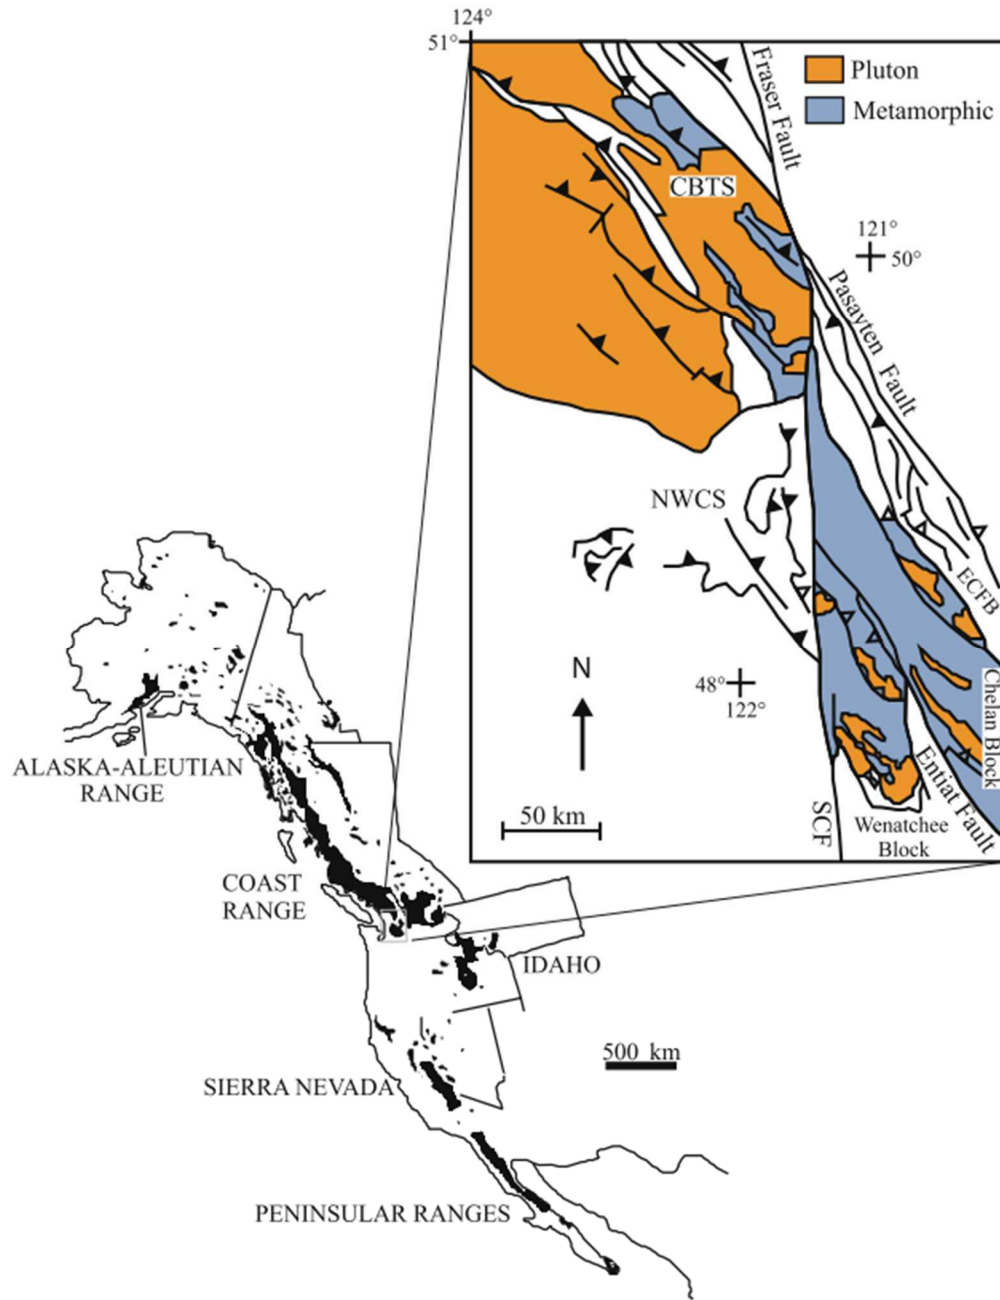 124°
51°
Fraser Fault
Pluton
Metamorphic
CBTS
121°
50°
Pasayten Fault
NWCS
ECFB
N
48°
122°
Chelan Block
Entiat Fault
50 km
SCF
Wenatchee
Block
ALASKA-ALEUTIAN
RANGE
COAST
RANGE
IDAHO
500 km
SIERRA NEVADA
PENINSULAR RANGES